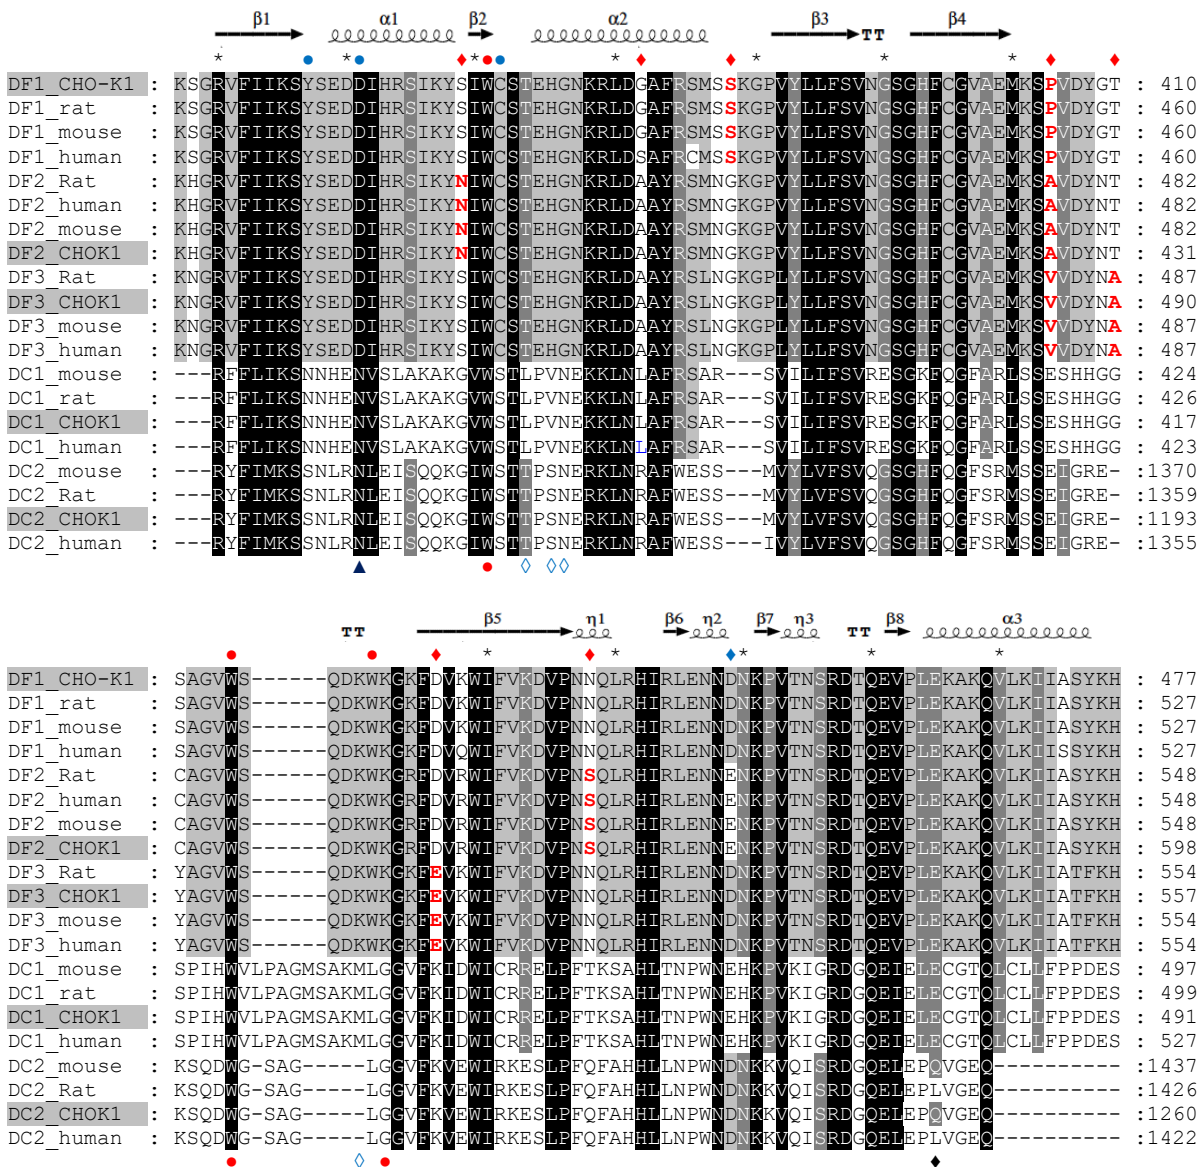 β1 α1 β2 α2 β3 TT β4
* * * * * * *
DF1_CHO-K1 : KSGRVFIIKSYSEDDIHRSIKYSIWCSTEHGNKRLDGAFRSMSSKGPVYLLFSVNGSGHFCGVAEMKSPVDYGT : 410
DF1_rat : KSGRVFIIKSYSEDDIHRSIKYSIWCSTEHGNKRLDGAFRSMSSKGPVYLLFSVNGSGHFCGVAEMKSPVDYGT : 460
DF1_mouse : KSGRVFIIKSYSEDDIHRSIKYSIWCSTEHGNKRLDGAFRSMSSKGPVYLLFSVNGSGHFCGVAEMKSPVDYGT : 460
DF1_human : KSGRVFIIKSYSEDDIHRSIKYSIWCSTEHGNKRLDSAFRCMSSKGPVYLLFSVNGSGHFCGVAEMKSPVDYGT : 460
DF2_Rat : KHGRVFIIKSYSEDDIHRSIKYNIWCSTEHGNKRLDAAYRSMNGKGPVYLLFSVNGSGHFCGVAEMKSAVDYNT : 482
DF2_human : KHGRVFIIKSYSEDDIHRSIKYNIWCSTEHGNKRLDAAYRSMNGKGPVYLLFSVNGSGHFCGVAEMKSAVDYNT : 482
DF2_mouse : KHGRVFIIKSYSEDDIHRSIKYNIWCSTEHGNKRLDAAYRSMNGKGPVYLLFSVNGSGHFCGVAEMKSAVDYNT : 482
DF2_CHOK1 : KHGRVFIIKSYSEDDIHRSIKYNIWCSTEHGNKRLDAAYRSMNGKGPVYLLFSVNGSGHFCGVAEMKSAVDYNT : 431
DF3_Rat : KNGRVFIIKSYSEDDIHRSIKYSIWCSTEHGNKRLDAAYRSLNGKGPLYLLFSVNGSGHFCGVAEMKSVVDYNA : 487
DF3_CHOK1 : KNGRVFIIKSYSEDDIHRSIKYSIWCSTEHGNKRLDAAYRSLNGKGPLYLLFSVNGSGHFCGVAEMKSVVDYNA : 490
DF3_mouse : KNGRVFIIKSYSEDDIHRSIKYSIWCSTEHGNKRLDAAYRSLNGKGPLYLLFSVNGSGHFCGVAEMKSVVDYNA : 487
DF3_human : KNGRVFIIKSYSEDDIHRSIKYSIWCSTEHGNKRLDAAYRSLNGKGPLYLLFSVNGSGHFCGVAEMKSVVDYNA : 487
DC1_mouse : ---RFFLIKSNNHENVSLAKAKGVWSTLPVNEKKLNLAFRSAR---SVILIFSVRESGKFQGFARLSSESHHGG : 424
DC1_rat : ---RFFLIKSNNHENVSLAKAKGVWSTLPVNEKKLNLAFRSAR---SVILIFSVRESGKFQGFARLSSESHHGG : 426
DC1_CHOK1 : ---RFFLIKSNNHENVSLAKAKGVWSTLPVNEKKLNLAFRSAR---SVILIFSVRESGKFQGFARLSSESHHGG : 417
DC1_human : ---RFFLIKSNNHENVSLAKAKGVWSTLPVNEKKLNLAFRSAR---SVILIFSVRESGKFQGFARLSSESHHGG : 423
DC2_mouse : ---RYFIMKSSNLRNLEISQQKGIWSTTPSNERKLNRAFWESS---MVYLVFSVQGSGHFQGFSRMSSEIGRE- :1370
DC2_Rat : ---RYFIMKSSNLRNLEISQQKGIWSTTPSNERKLNRAFWESS---MVYLVFSVQGSGHFQGFSRMSSEIGRE- :1359
DC2_CHOK1 : ---RYFIMKSSNLRNLEISQQKGIWSTTPSNERKLNRAFWESS---MVYLVFSVQGSGHFQGFSRMSSEIGRE- :1193
DC2_human : ---RYFIMKSSNLRNLEISQQKGIWSTTPSNERKLNRAFWESS---IVYLVFSVQGSGHFQGFSRMSSEIGRE- :1355
TT β5 η1 β6 η2 β7 η3 TT β8 α3
* * * * *
DF1_CHO-K1 : SAGVWS------QDKWKGKFDVKWIFVKDVPNNQLRHIRLENNDNKPVTNSRDTQEVPLEKAKQVLKIIASYKH : 477
DF1_rat : SAGVWS------QDKWKGKFDVKWIFVKDVPNNQLRHIRLENNDNKPVTNSRDTQEVPLEKAKQVLKIIASYKH : 527
DF1_mouse : SAGVWS------QDKWKGKFDVKWIFVKDVPNNQLRHIRLENNDNKPVTNSRDTQEVPLEKAKQVLKIIASYKH : 527
DF1_human : SAGVWS------QDKWKGKFDVQWIFVKDVPNNQLRHIRLENNDNKPVTNSRDTQEVPLEKAKQVLKIISSYKH : 527
DF2_Rat : CAGVWS------QDKWKGRFDVRWIFVKDVPNSQLRHIRLENNENKPVTNSRDTQEVPLEKAKQVLKIIASYKH : 548
DF2_human : CAGVWS------QDKWKGRFDVRWIFVKDVPNSQLRHIRLENNENKPVTNSRDTQEVPLEKAKQVLKIIASYKH : 548
DF2_mouse : CAGVWS------QDKWKGRFDVRWIFVKDVPNSQLRHIRLENNENKPVTNSRDTQEVPLEKAKQVLKIIASYKH : 548
DF2_CHOK1 : CAGVWS------QDKWKGRFDVRWIFVKDVPNSQLRHIRLENNENKPVTNSRDTQEVPLEKAKQVLKIIASYKH : 598
DF3_Rat : YAGVWS------QDKWKGKFEVKWIFVKDVPNNQLRHIRLENNDNKPVTNSRDTQEVPLEKAKQVLKIIATFKH : 554
DF3_CHOK1 : YAGVWS------QDKWKGKFEVKWIFVKDVPNNQLRHIRLENNDNKPVTNSRDTQEVPLEKAKQVLKIIATFKH : 557
DF3_mouse : YAGVWS------QDKWKGKFEVKWIFVKDVPNNQLRHIRLENNDNKPVTNSRDTQEVPLEKAKQVLKIIATFKH : 554
DF3_human : YAGVWS------QDKWKGKFEVKWIFVKDVPNNQLRHIRLENNDNKPVTNSRDTQEVPLEKAKQVLKIIATFKH : 554
DC1_mouse : SPIHWVLPAGMSAKMLGGVFKIDWICRRELPFTKSAHLTNPWNEHKPVKIGRDGQEIELECGTQLCLLFPPDES : 497
DC1_rat : SPIHWVLPAGMSAKMLGGVFKIDWICRRELPFTKSAHLTNPWNEHKPVKIGRDGQEIELECGTQLCLLFPPDES : 499
DC1_CHOK1 : SPIHWVLPAGMSAKMLGGVFKIDWICRRELPFTKSAHLTNPWNEHKPVKIGRDGQEIELECGTQLCLLFPPDES : 491
DC1_human : SPIHWVLPAGMSAKMLGGVFKIDWICRRELPFTKSAHLTNPWNEHKPVKIGRDGQEIELECGTQLCLLFPPDES : 527
DC2_mouse : KSQDWG-SAG-----LGGVFKVEWIRKESLPFQFAHHLLNPWNDNKKVQISRDGQELEPQVGEQ---------- :1437
DC2_Rat : KSQDWG-SAG-----LGGVFKVEWIRKESLPFQFAHHLLNPWNDNKKVQISRDGQELEPLVGEQ---------- :1426
DC2_CHOK1 : KSQDWG-SAG-----LGGVFKVEWIRKESLPFQFAHHLLNPWNDNKKVQISRDGQELEPQVGEQ---------- :1260
DC2_human : KSQDWG-SAG-----LGGVFKVEWIRKESLPFQFAHHLLNPWNDNKKVQISRDGQELEPLVGEQ---------- :1422